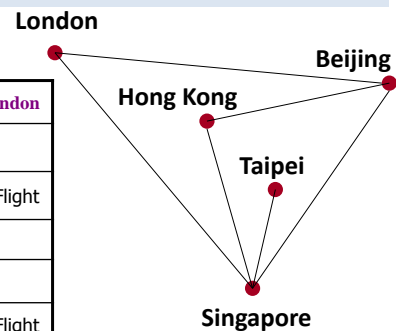 London
Beijing
ndon
Hong Kong
Taipei
Flight
Singapore
Flight